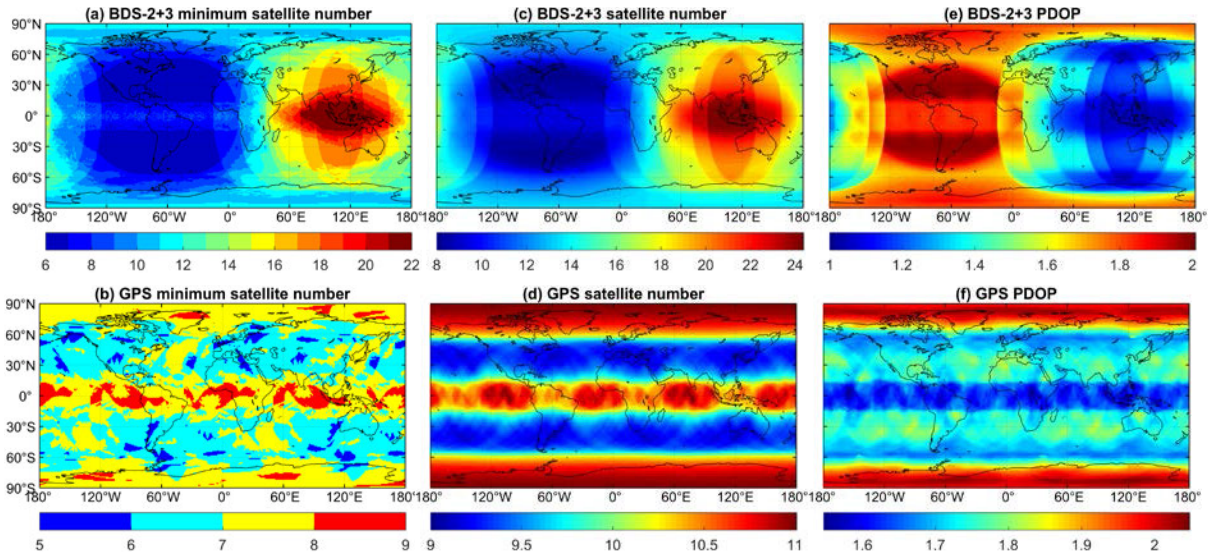 (a) BDS-2+3 minimum satellite number
(c) BDS-2+3 satellite number
(e) BDS-2+3 PDOP
90°N
60°N
30°N
0°
30°S
60°S
90°S
180°W 120°W 60°W 0° 60°E 120°E 180°W 120°W 60°W 0° 60°E 120°E 180°W 120°W 60°W 0° 60°E 120°E 180°
6 8 10 12 14 16 18 20 22
8 10 12 14 16 18 20 22 24
1 1.2 1.4 1.6 1.8 2
(b) GPS minimum satellite number
(d) GPS satellite number
(f) GPS PDOP
90°N
60°N
30°N
0°
30°S
60°S
90°S
180°W 120°W 60°W 0° 60°E 120°E 180°W 120°W 60°W 0° 60°E 120°E 180°W 120°W 60°W 0° 60°E 120°E 180°
5 6 7 8 9
9 9.5 10 10.5 11
1.6 1.7 1.8 1.9 2